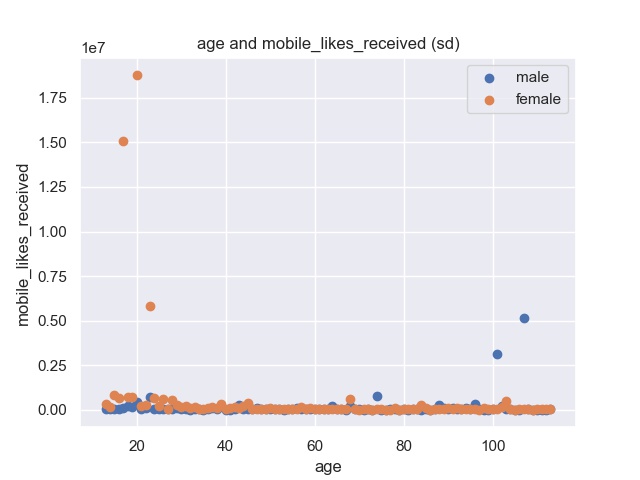 age and mobile_likes_received (sd)
1e7
male
female
mobile_likes_received
1.75
1.50
1.25
1.00
0.75
0.50
0.25
0.00
20
40
60
80
100
age